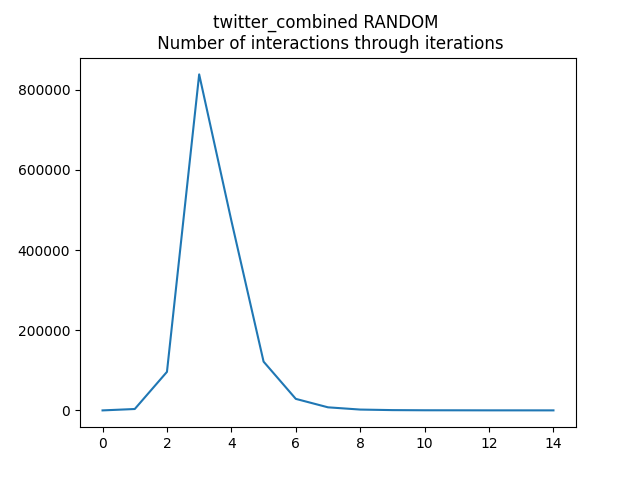 twitter_combined RANDOM
Number of interactions through iterations
800000
600000
400000
200000
0
0 2 4 6 8 10 12 14